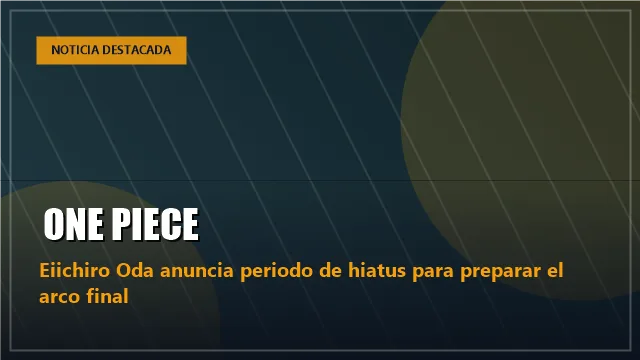 NOTICIA DESTACADA
ONE PIECE
Eiichiro Oda anuncia periodo de hiatus para preparar el
arco final